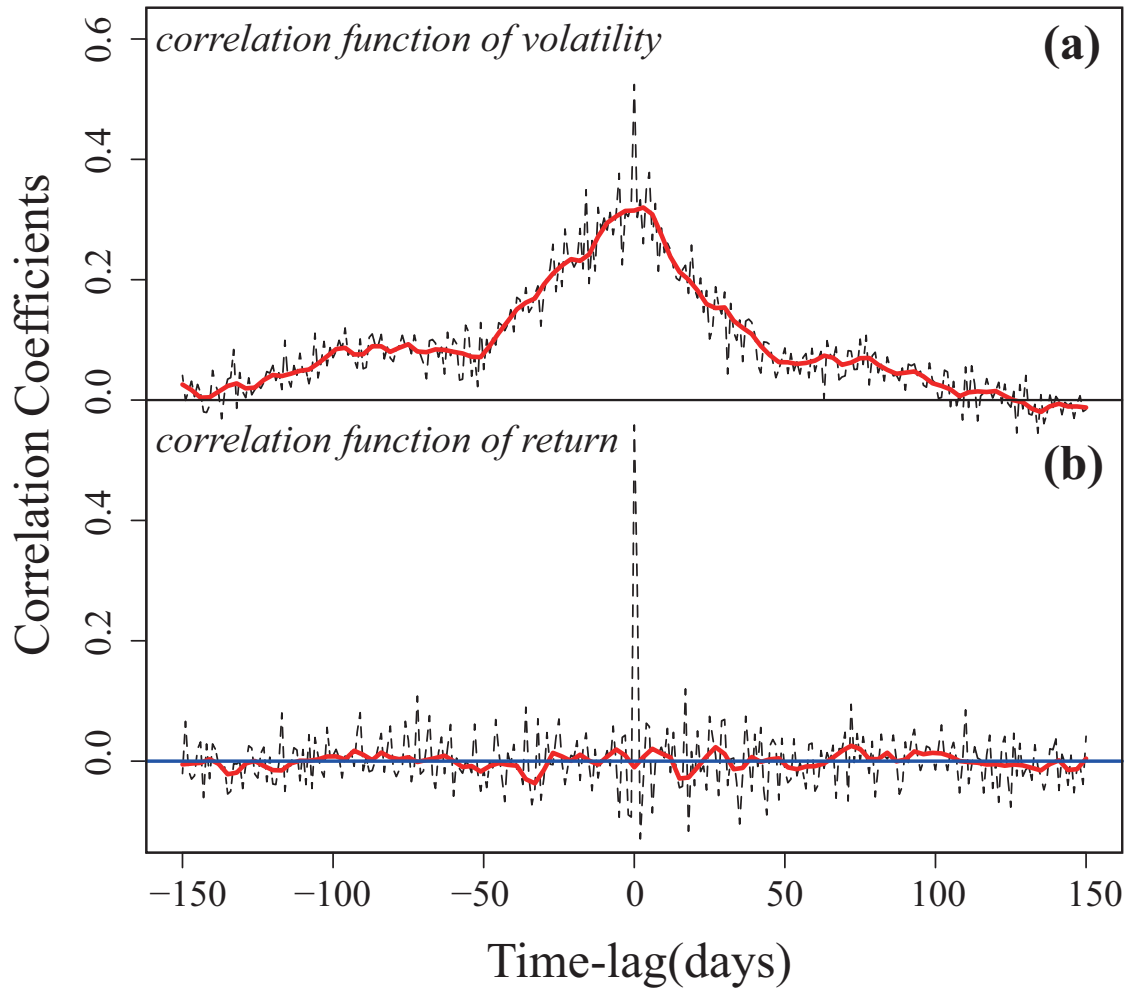 correlation function of volatility
(a)
0.6
0.4
0.2
0.0
correlation function of return
(b)
0.4
0.2
0.0
Correlation Coefficients
−150
−100
−50
0
50
100
150
Time-lag(days)